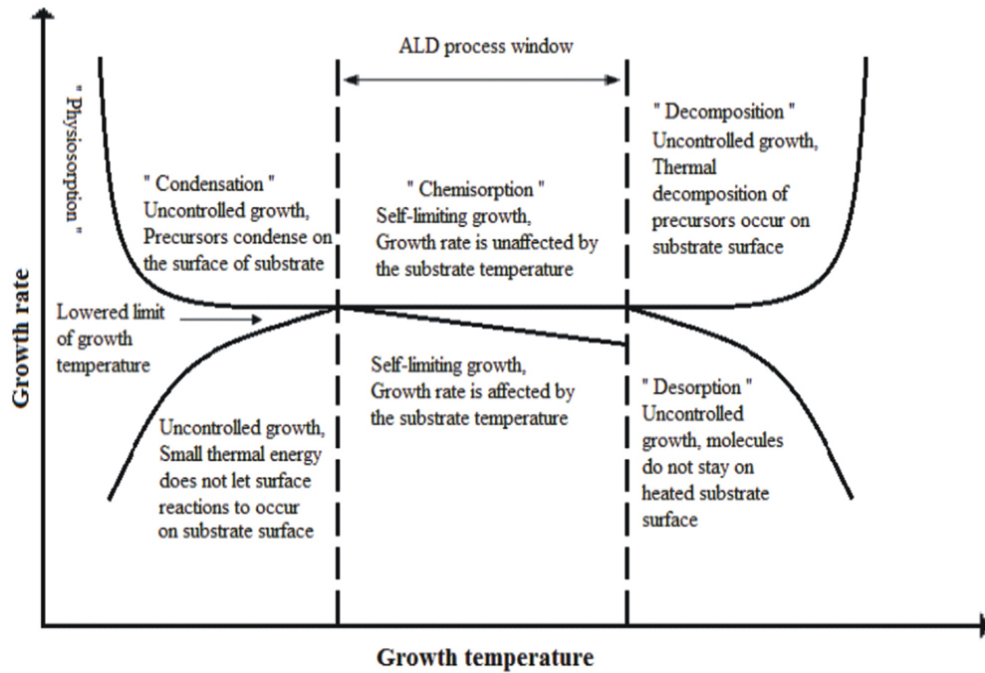 ALD process window
" Physiosorption "
" Condensation "
Uncontrolled growth,
Precursors condense on
the surface of substrate
" Chemisorption "
Self-limiting growth,
Growth rate is unaffected by
the substrate temperature
" Decomposition "
Uncontrolled growth,
Thermal
decomposition of
precursors occur on
substrate surface
Lowered limit
of growth
temperature
Uncontrolled growth,
Small thermal energy
does not let surface
reactions to occur
on substrate surface
Self-limiting growth,
Growth rate is affected by
the substrate temperature
" Desorption "
Uncontrolled
growth, molecules
do not stay on
heated substrate
surface
Growth rate
Growth temperature